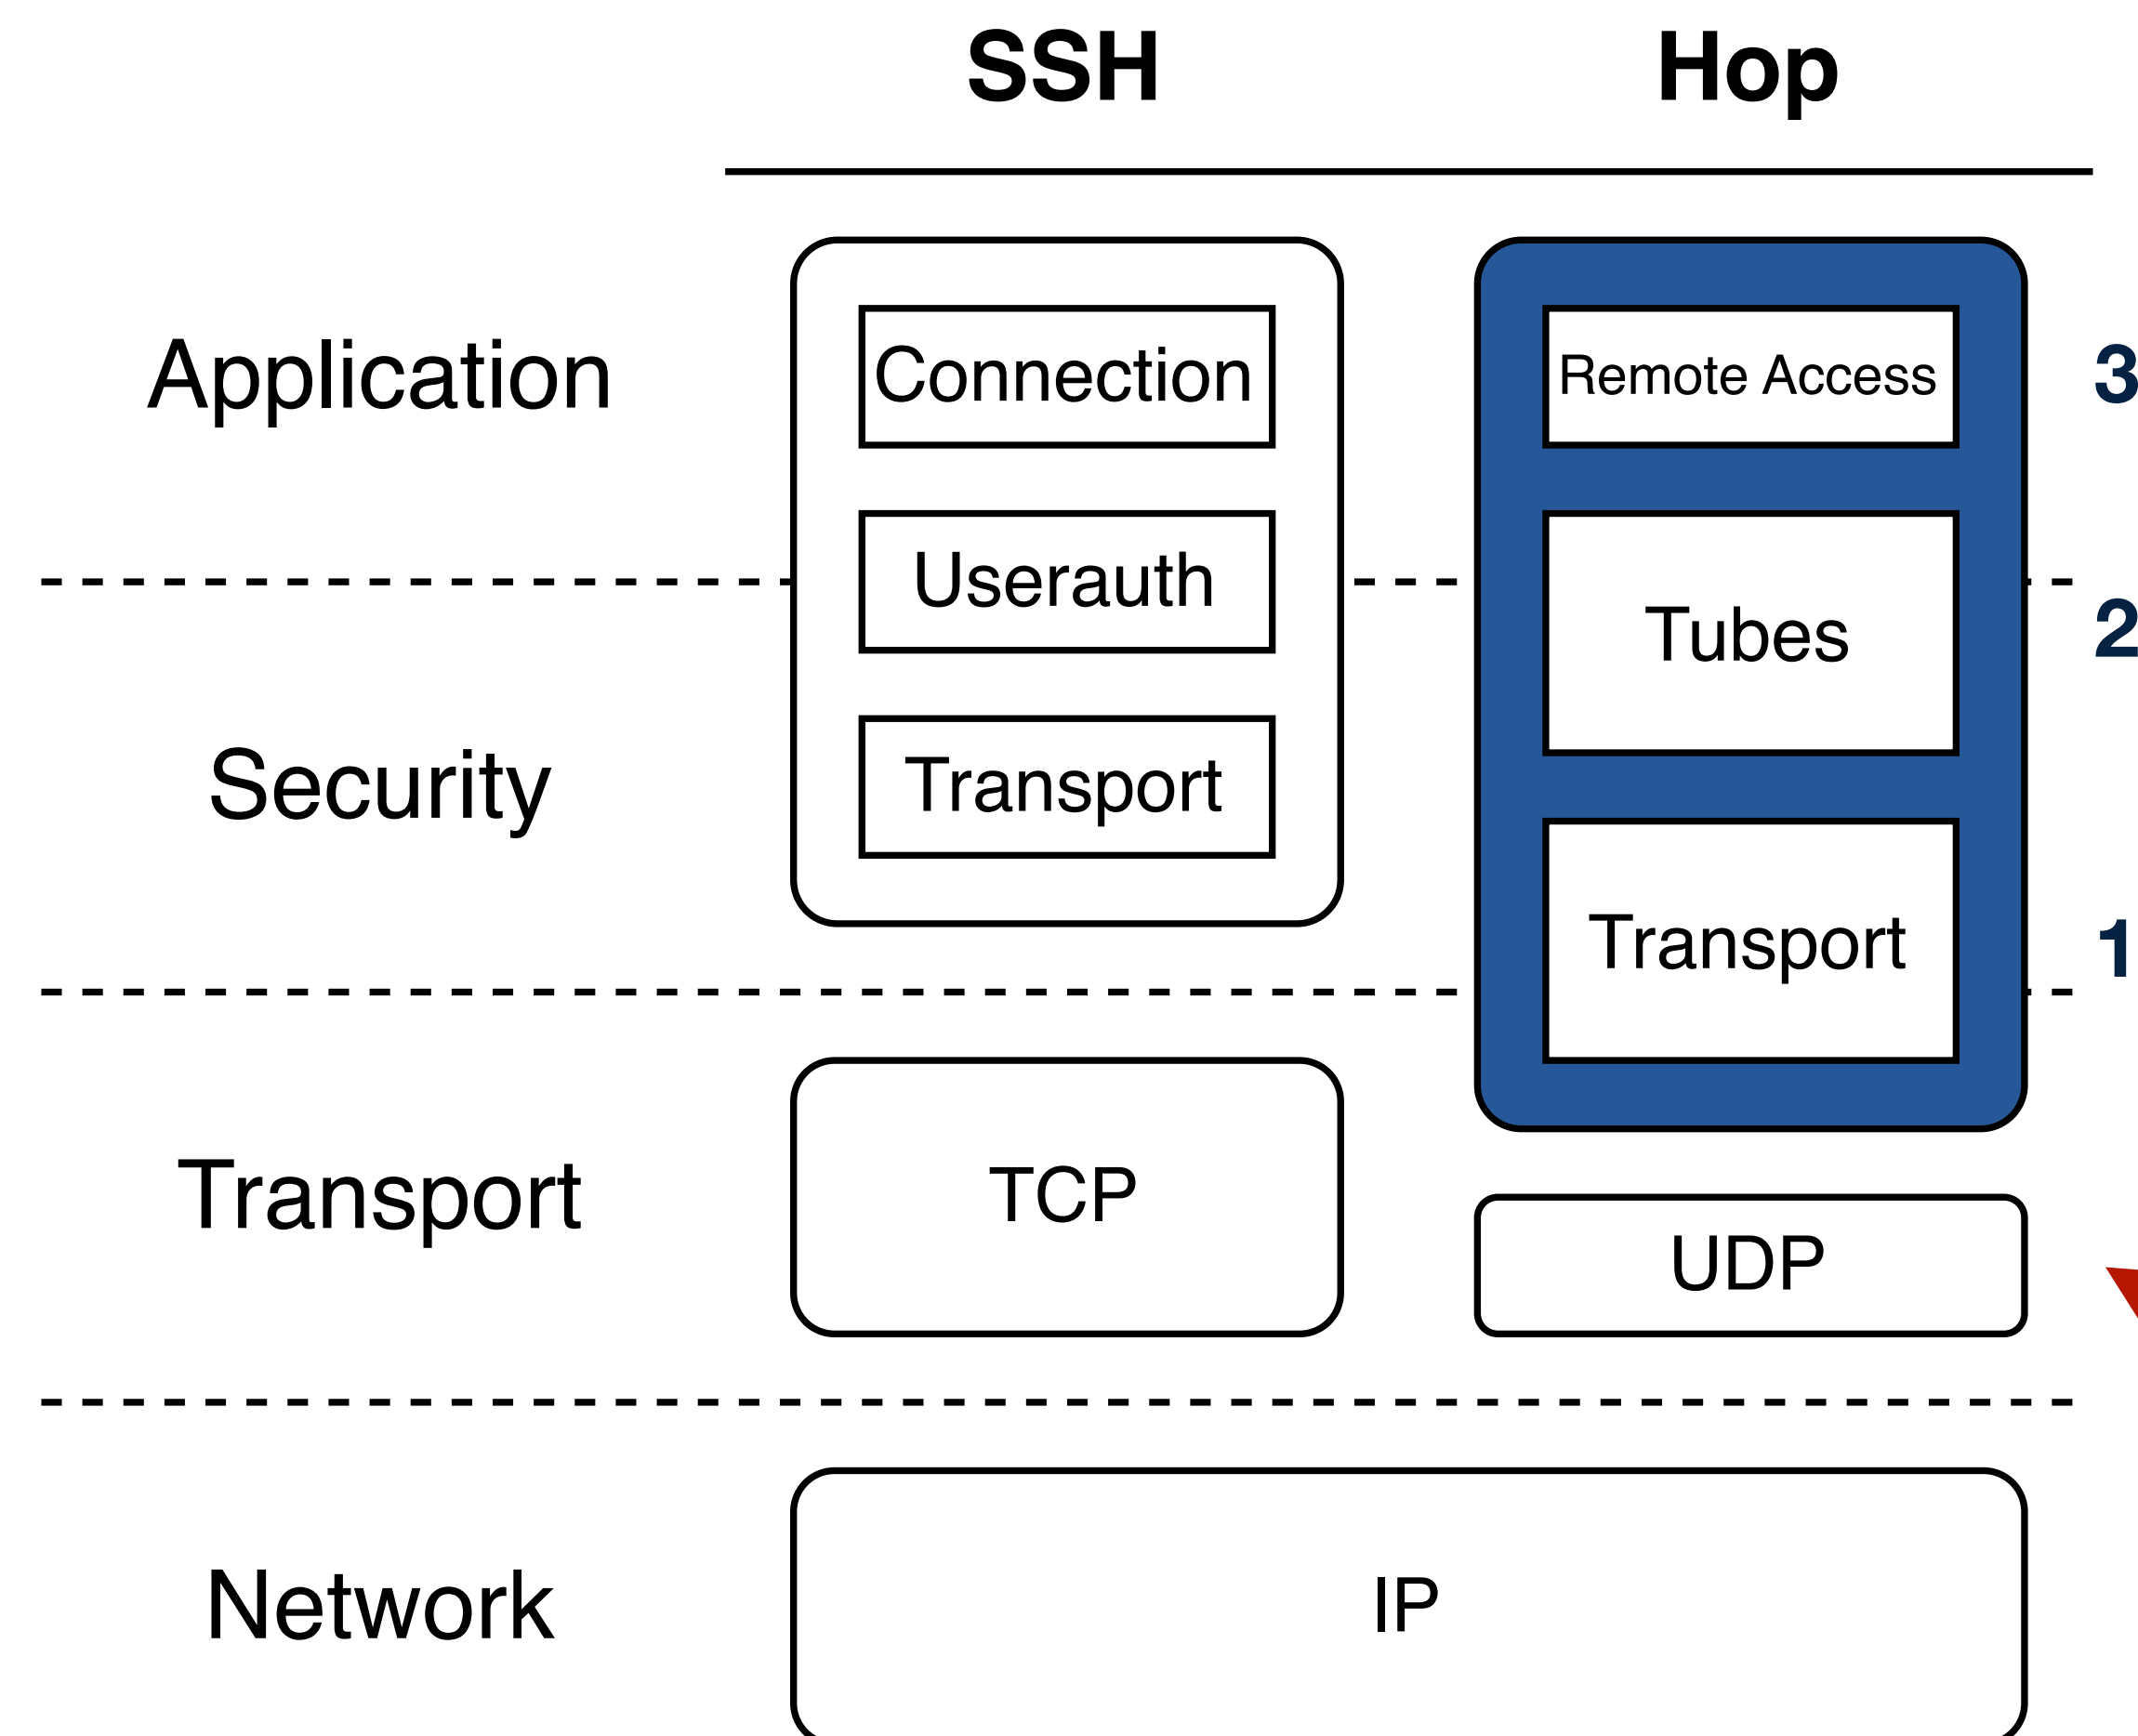 SSH Hop
Application
Connection
Remote Access
3
Userauth
Tubes
2
Security
Transport
Transport
1
Transport
TCP
UDP
Network
IP